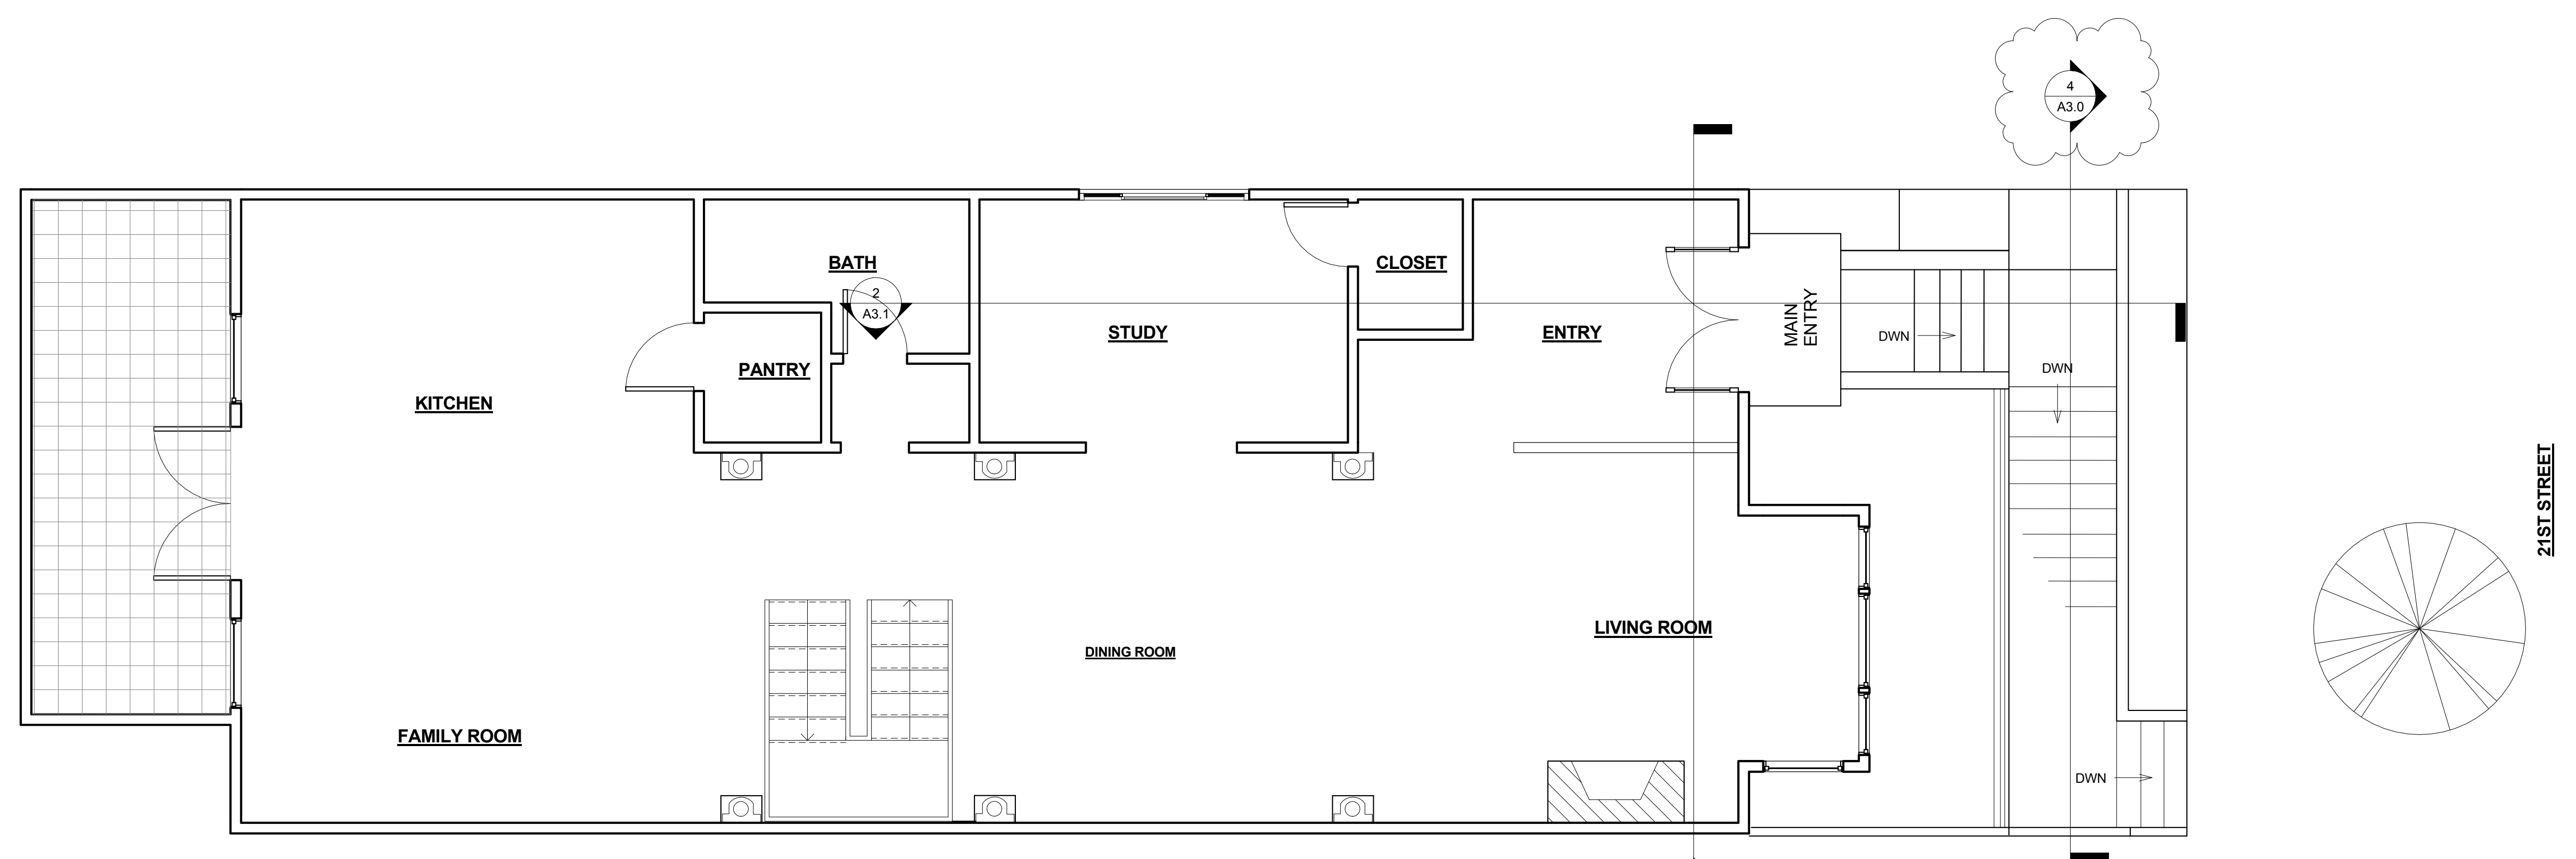 4
A3.0
BATH
CLOSET
2
A3.1
STUDY
ENTRY
MAIN
ENTRY
DWN
PANTRY
DWN
KITCHEN
21ST STREET
LIVING ROOM
DINING ROOM
FAMILY ROOM
DWN